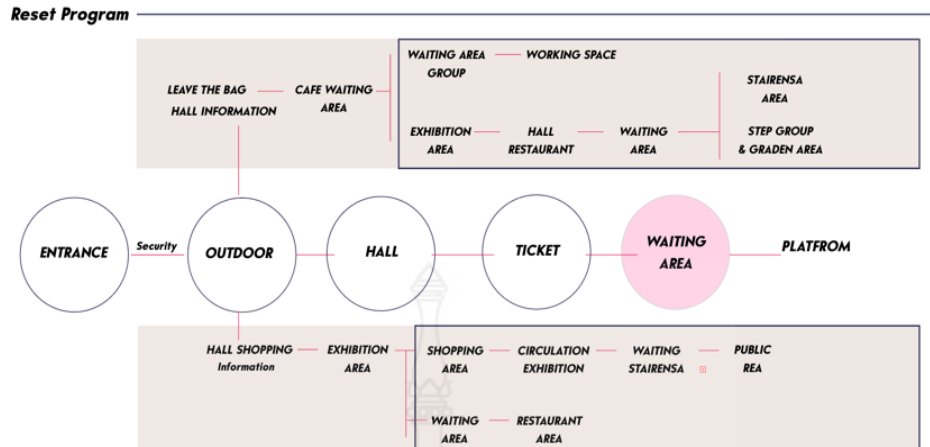 Reset Program
WAITING AREA
GROUP
WORKING SPACE
LEAVE THE BAG
HALL INFORMATION
CAFE WAITING
AREA
STAIRENSA
AREA
EXHIBITION
AREA
HALL
RESTAURANT
WAITING
AREA
STEP GROUP
& GRADEN AREA
ENTRANCE
Security
OUTDOOR
HALL
TICKET
WAITING
AREA
PLATFROM
HALL SHOPPING
Information
EXHIBITION
AREA
SHOPPING
AREA
CIRCULATION
EXHIBITION
WAITING
STAIRENSA
PUBLIC
REA
WAITING
AREA
RESTAURANT
AREA